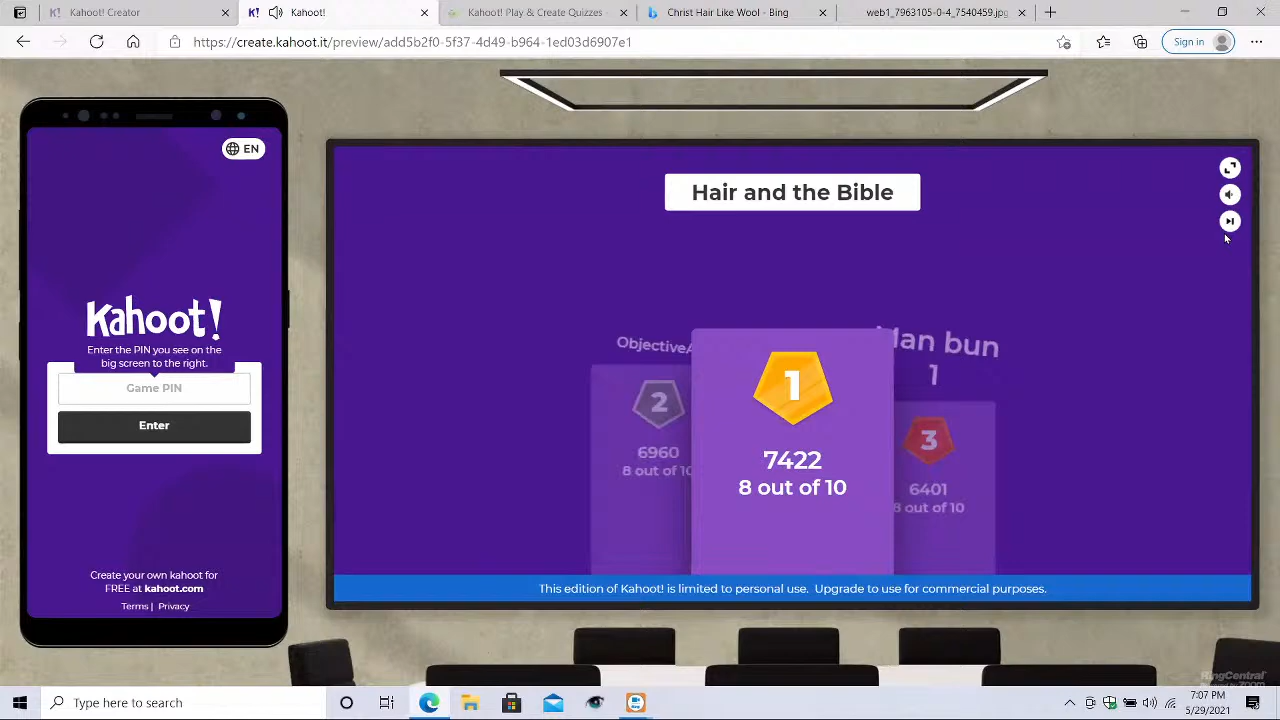 Kahoot! Creator
Kahoot!
Kahoot! Play & Create Quizzes -
Christ Hair Like Wool - Bing
web1_7963105-0-4_7540459.jpg
https://create.kahoot.it/preview/add5b2f0-5f37-4d49-b964-1ed03d6907e1
Sign in
EN
Kahoot!
Enter the PIN you see on the
big screen to the right.
Game PIN
Enter
Create your own kahoot for
FREE at kahoot.com
Terms | Privacy
Hair and the Bible
2
6960
8 out of 10
1
7422
8 out of 10
Man bun
1
3
6401
8 out of 10
This edition of Kahoot! is limited to personal use. Upgrade to use for commercial purposes.
RingCentral
Powered by zoom
Type here to search
7:07 PM
5/29/2021